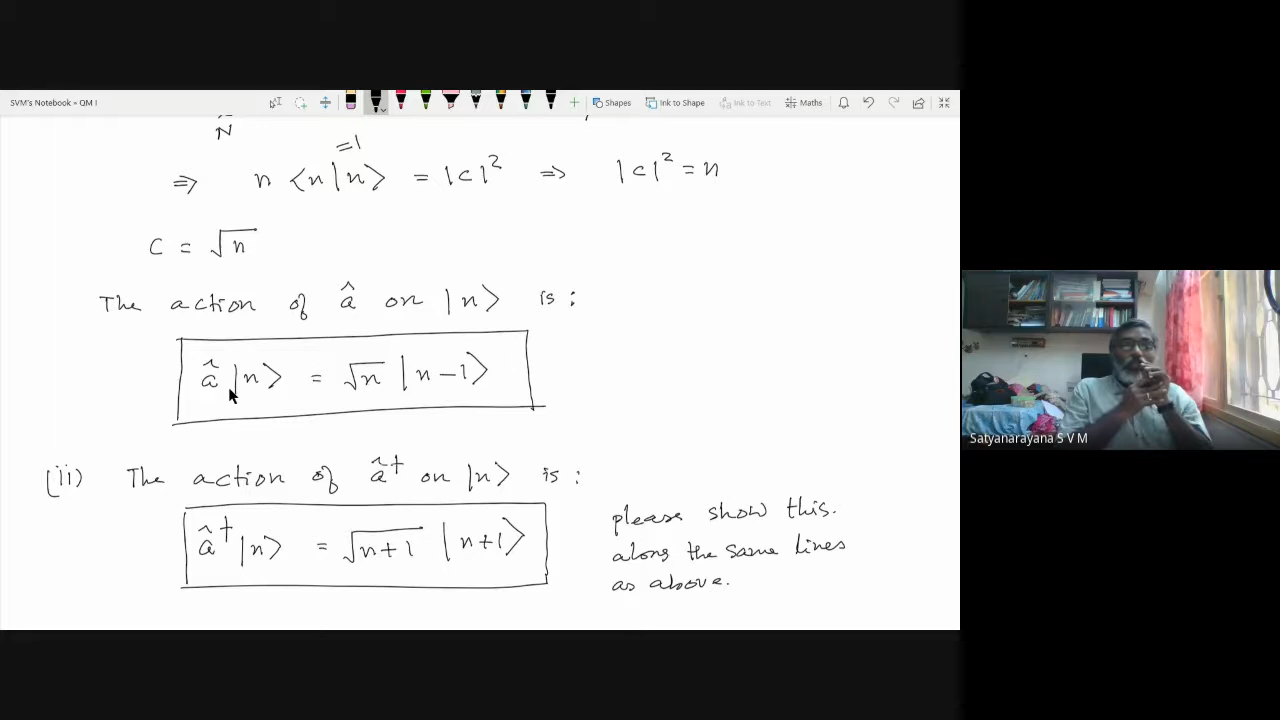 SVM's Notebook » QM I
Shapes Ink to Shape Ink to Text Maths
N
=1
⇒ n ⟨n|n⟩ = |c|² ⇒ |c|² = n
C = √n
The action of â on |n⟩ is :
â |n⟩ = √n |n-1⟩
(ii) The action of â† on |n⟩ is :
â† |n⟩ = √n+1 |n+1⟩
please show this.
along the same lines
as above.
Satyanarayana S V M